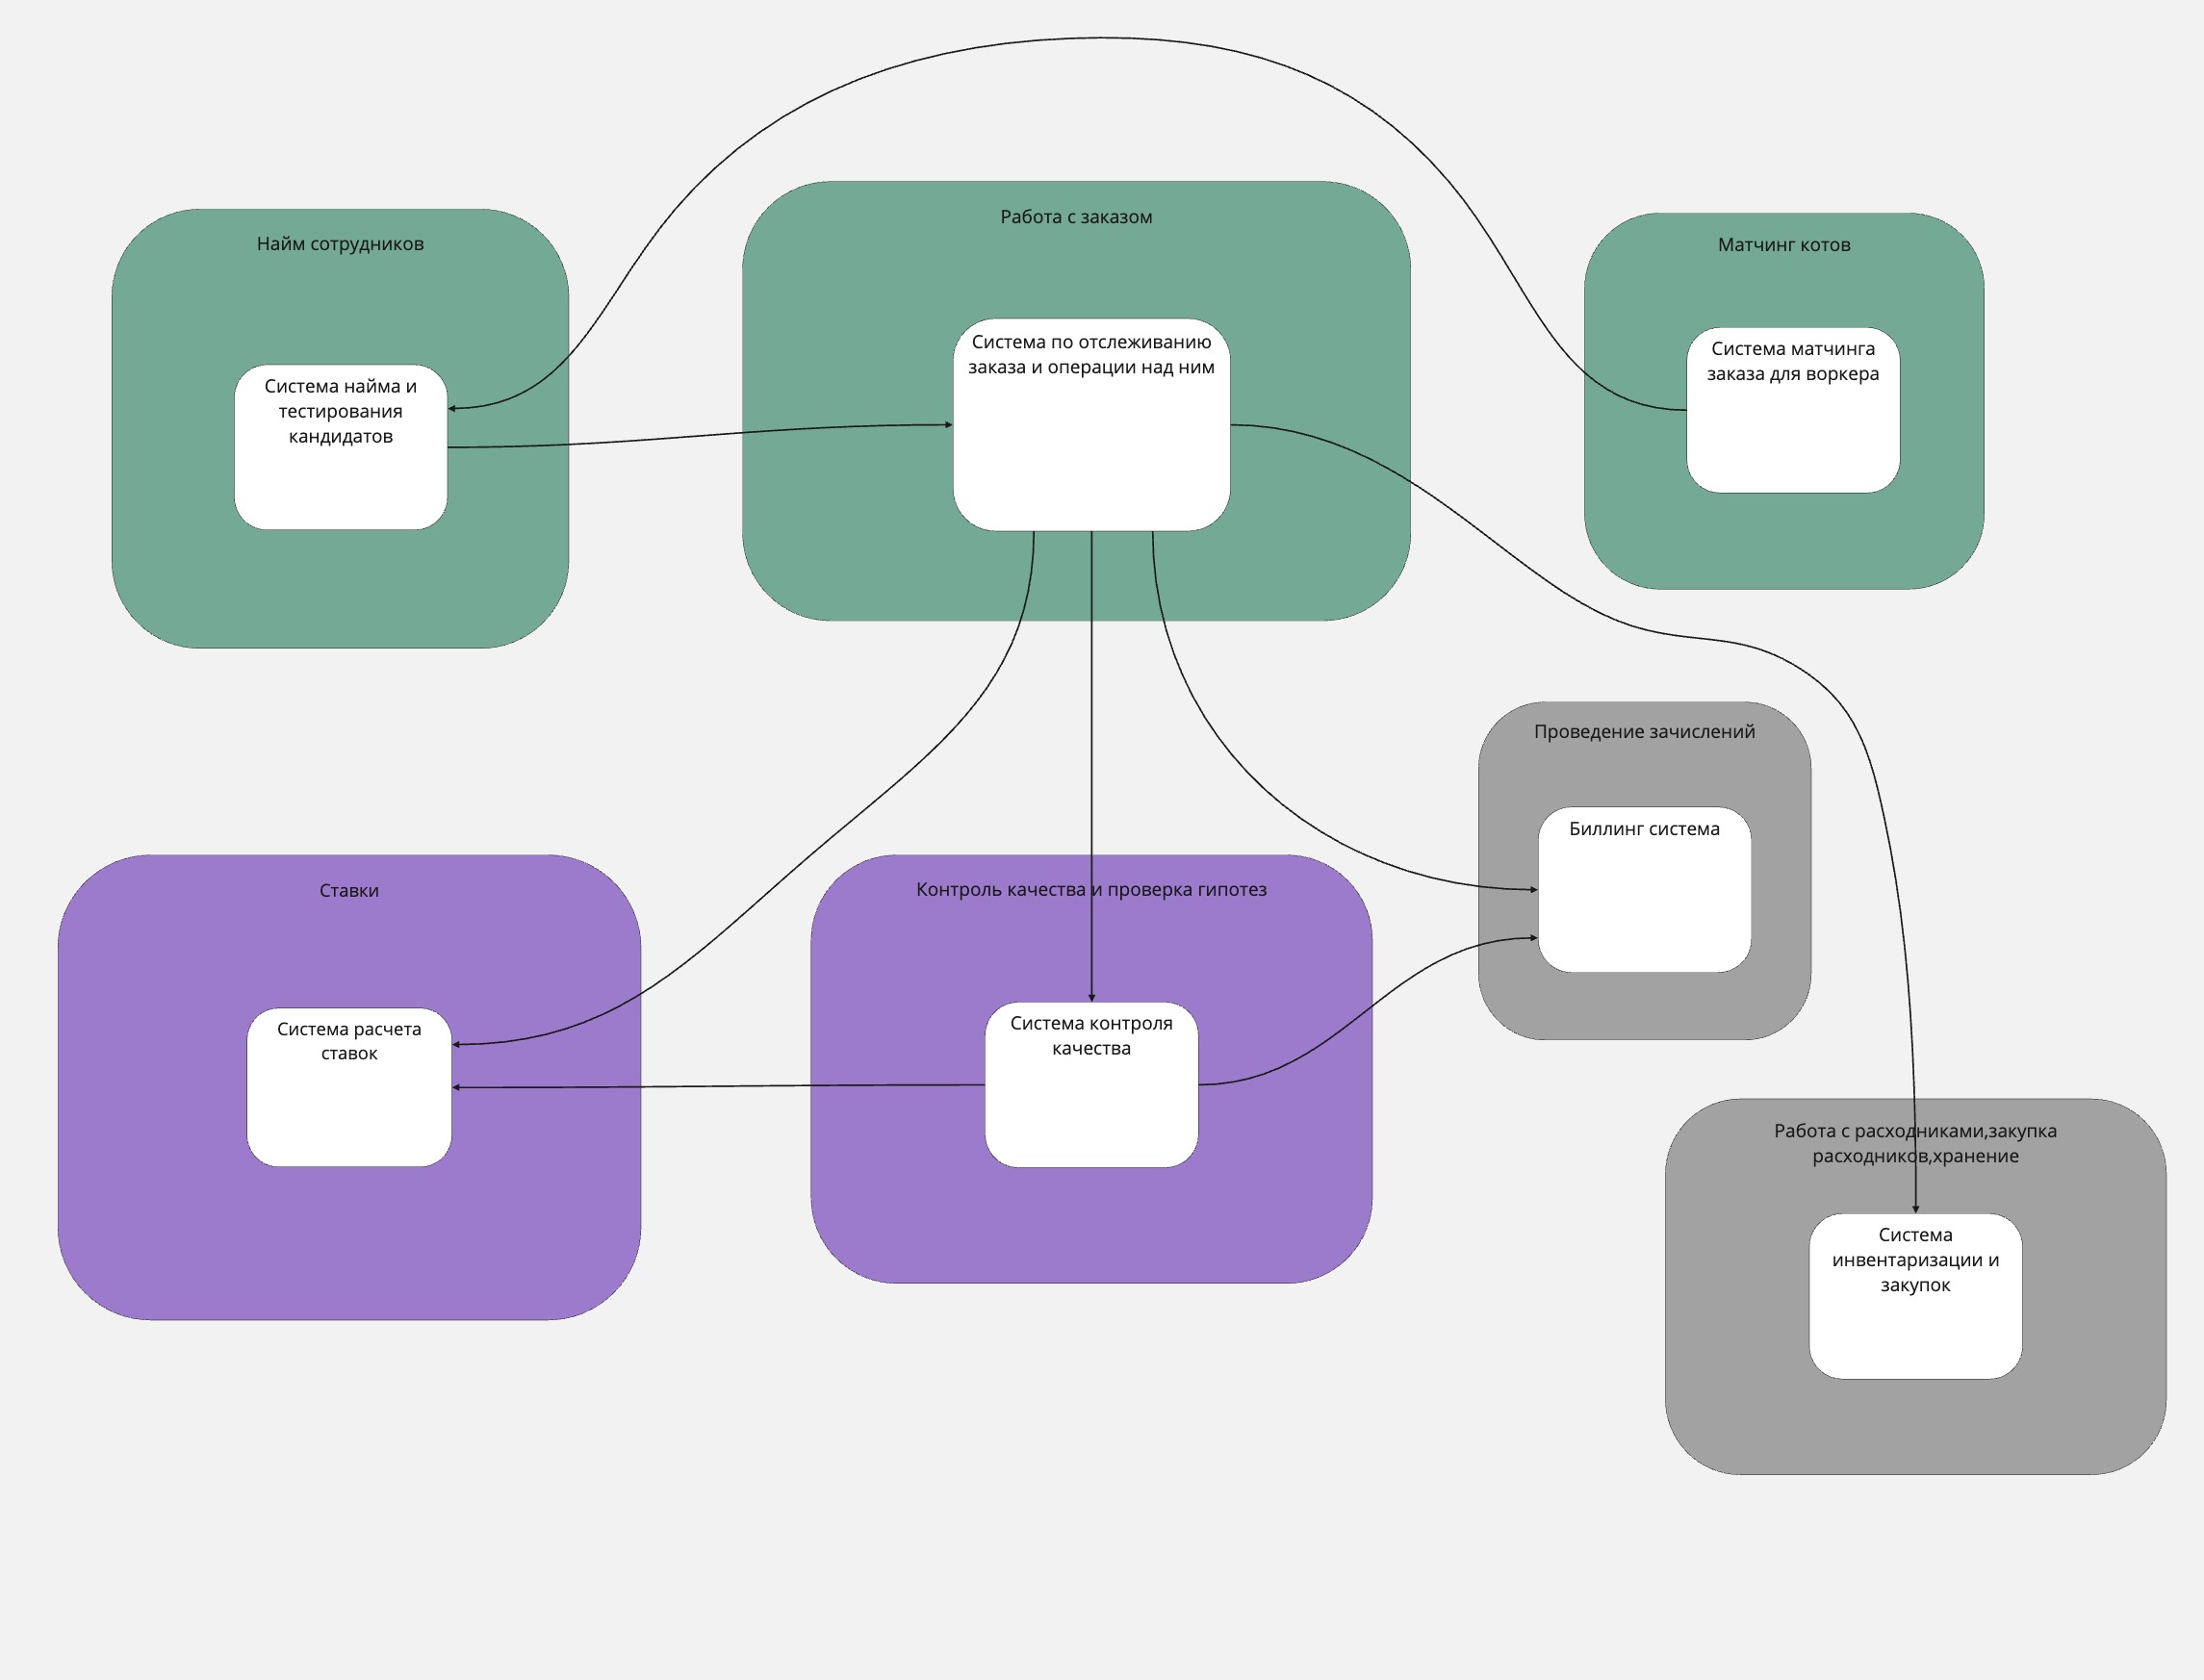 Найм сотрудников
Система найма и
тестирования
кандидатов
Работа с заказом
Система по отслеживанию
заказа и операции над ним
Матчинг котов
Система матчинга
заказа для воркера
Проведение зачислений
Биллинг система
Ставки
Система расчета
ставок
Контроль качества и проверка гипотез
Система контроля
качества
Работа с расходниками,закупка
расходников,хранение
Система
инвентаризации и
закупок